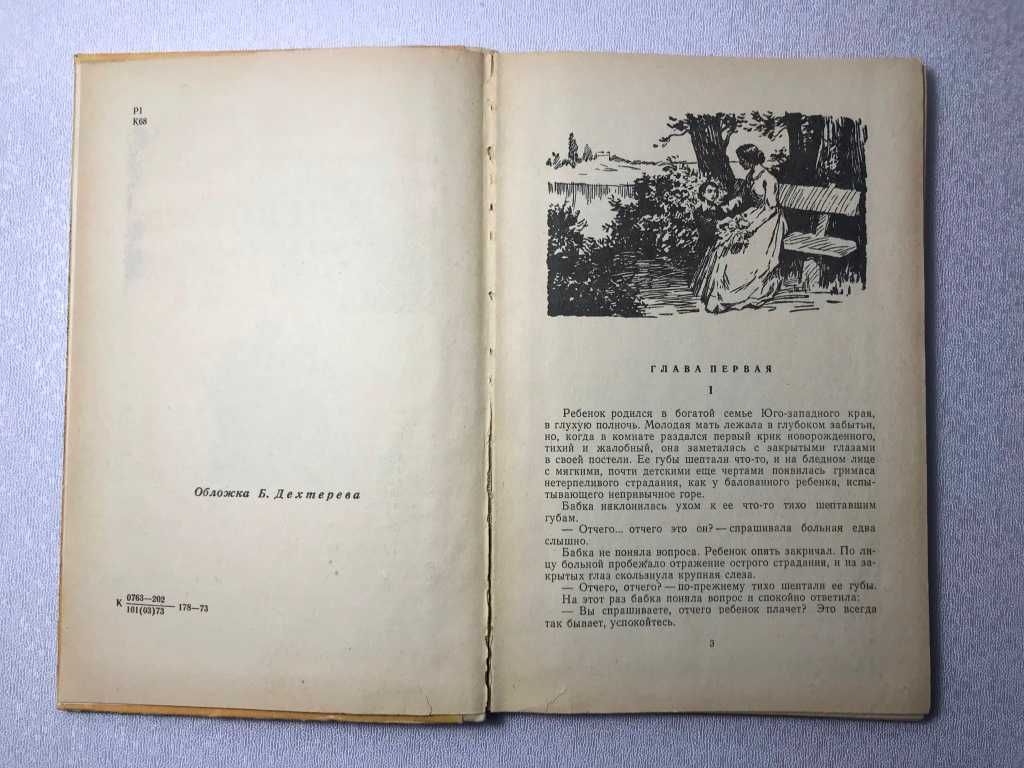 Р1
К68
Обложка Б. Дехтерева
К 0763—202
101(03)73 178—73
ГЛАВА ПЕРВАЯ
I
Ребенок родился в богатой семье Юго-западного края,
в глухую полночь. Молодая мать лежала в глубоком забытьи,
но, когда в комнате раздался первый крик новорожденного,
тихий и жалобный, она заметалась с закрытыми глазами
в своей постели. Ее губы шептали что-то, и на бледном лице
с мягкими, почти детскими еще чертами появилась гримаса
нетерпеливого страдания, как у балованного ребенка, испы-
тывающего непривычное горе.
Бабка наклонилась ухом к ее что-то тихо шептавшим
губам.
— Отчего... отчего это он? — спрашивала больная едва
слышно.
Бабка не поняла вопроса. Ребенок опять закричал. По ли-
цу больной пробежало отражение острого страдания, и из за-
крытых глаз скользнула крупная слеза.
— Отчего, отчего? — по-прежнему тихо шептали ее губы.
На этот раз бабка поняла вопрос и спокойно ответила:
— Вы спрашиваете, отчего ребенок плачет? Это всегда
так бывает, успокойтесь.
3